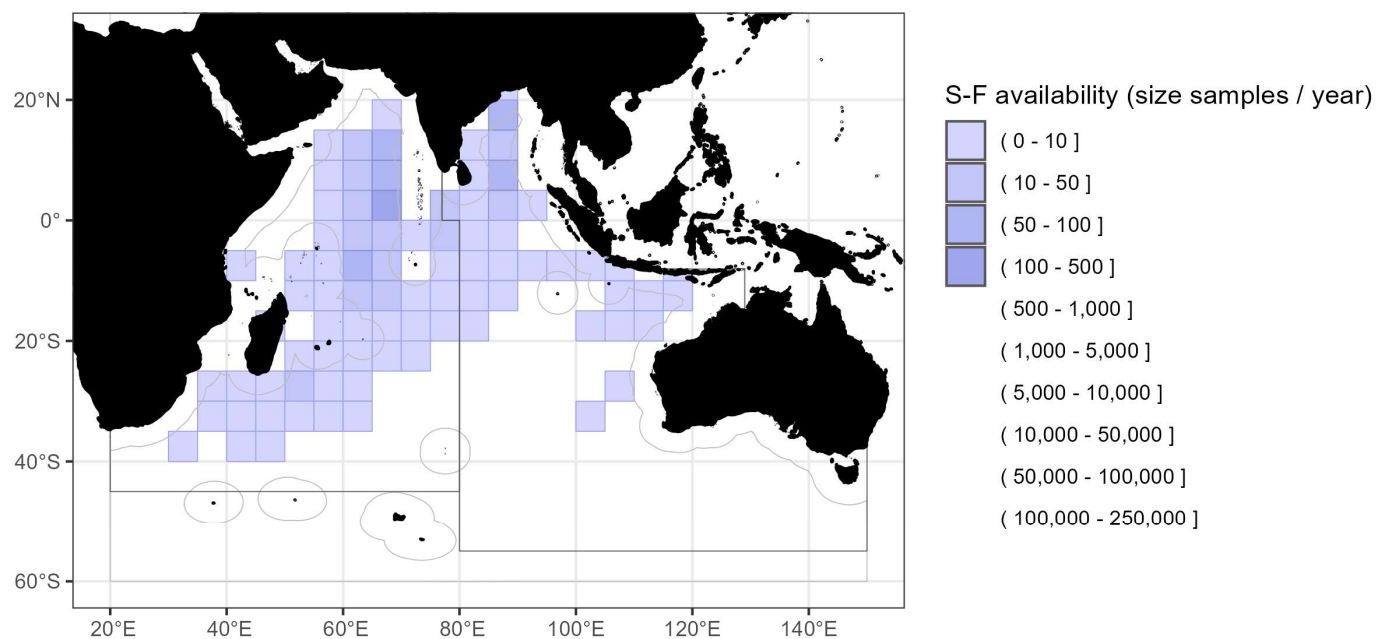 S-F availability (size samples / year)
( 0 - 10 ]
( 10 - 50 ]
( 50 - 100 ]
( 100 - 500 ]
( 500 - 1,000 ]
( 1,000 - 5,000 ]
( 5,000 - 10,000 ]
( 10,000 - 50,000 ]
( 50,000 - 100,000 ]
( 100,000 - 250,000 ]
20°N
0°
20°S
40°S
60°S
20°E 40°E 60°E 80°E 100°E 120°E 140°E